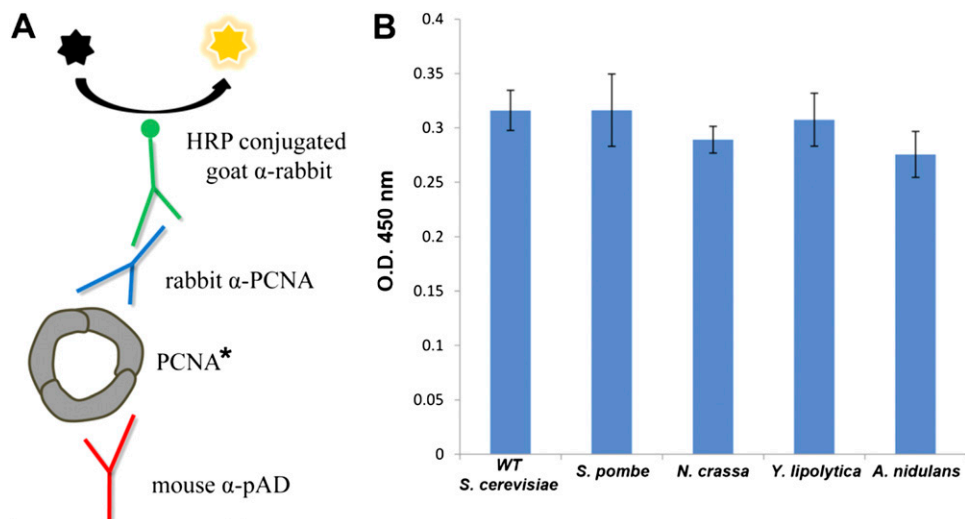 A
HRP conjugated
goat α-rabbit
rabbit α-PCNA
PCNA*
mouse α-pAD
B
O.D. 450 nm
0.4
0.35
0.3
0.25
0.2
0.15
0.1
0.05
0
WT
S. cerevisiae
S. pombe
N. crassa
Y. lipolytica
A. nidulans